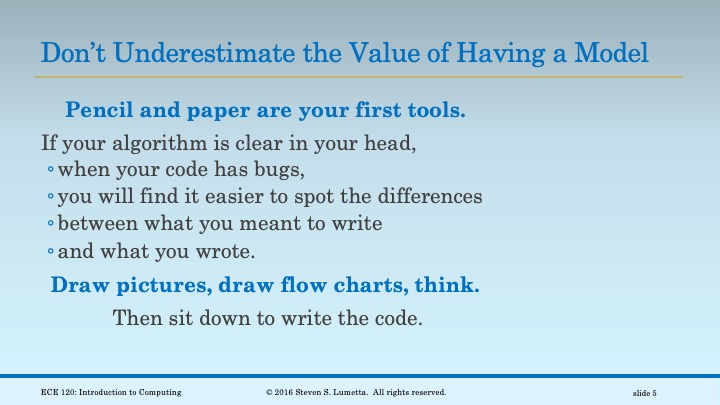 Don’t Underestimate the Value of Having a Model
Pencil and paper are your first tools.
If your algorithm is clear in your head,
◦ when your code has bugs,
◦ you will find it easier to spot the differences
◦ between what you meant to write
◦ and what you wrote.
Draw pictures, draw flow charts, think.
Then sit down to write the code.
ECE 120: Introduction to Computing © 2016 Steven S. Lumetta. All rights reserved. slide 5